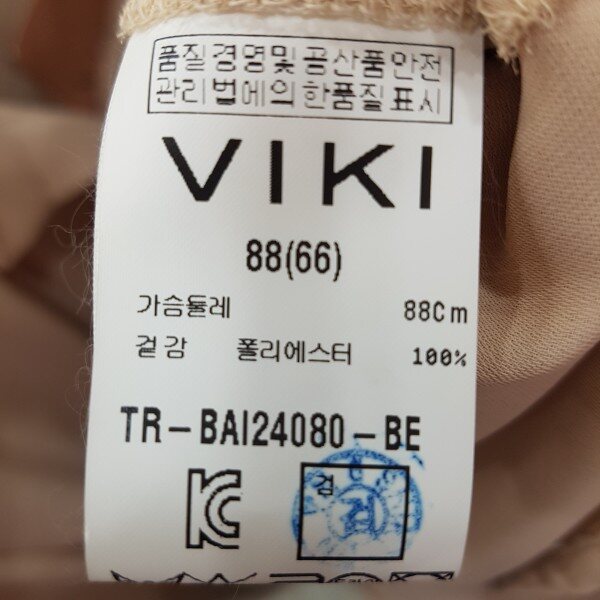 품질경영및공산품안전
관리법에의한품질표시
VIKI
88(66)
가슴둘레 88Cm
겉감 폴리에스터 100%
TR-BAI24080-BE
검